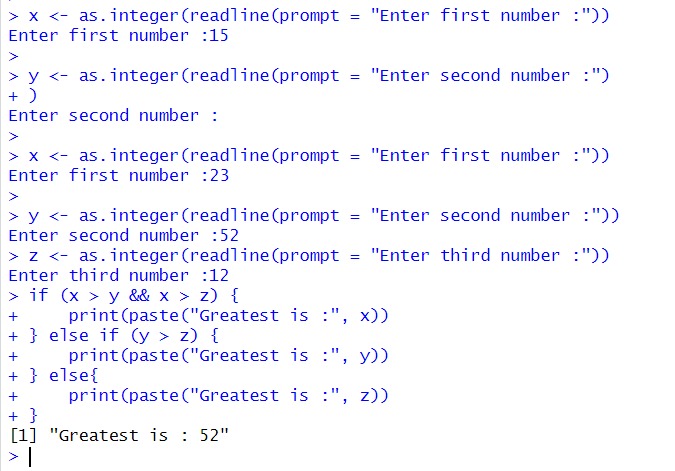 > x <- as.integer(readline(prompt = "Enter first number :"))
Enter first number :15
>
> y <- as.integer(readline(prompt = "Enter second number :")
+ )
Enter second number :
>
> x <- as.integer(readline(prompt = "Enter first number :"))
Enter first number :23
>
> y <- as.integer(readline(prompt = "Enter second number :"))
Enter second number :52
> z <- as.integer(readline(prompt = "Enter third number :"))
Enter third number :12
> if (x > y && x > z) {
+     print(paste("Greatest is :", x))
+ } else if (y > z) {
+     print(paste("Greatest is :", y))
+ } else{
+     print(paste("Greatest is :", z))
+ }
[1] "Greatest is : 52"
>